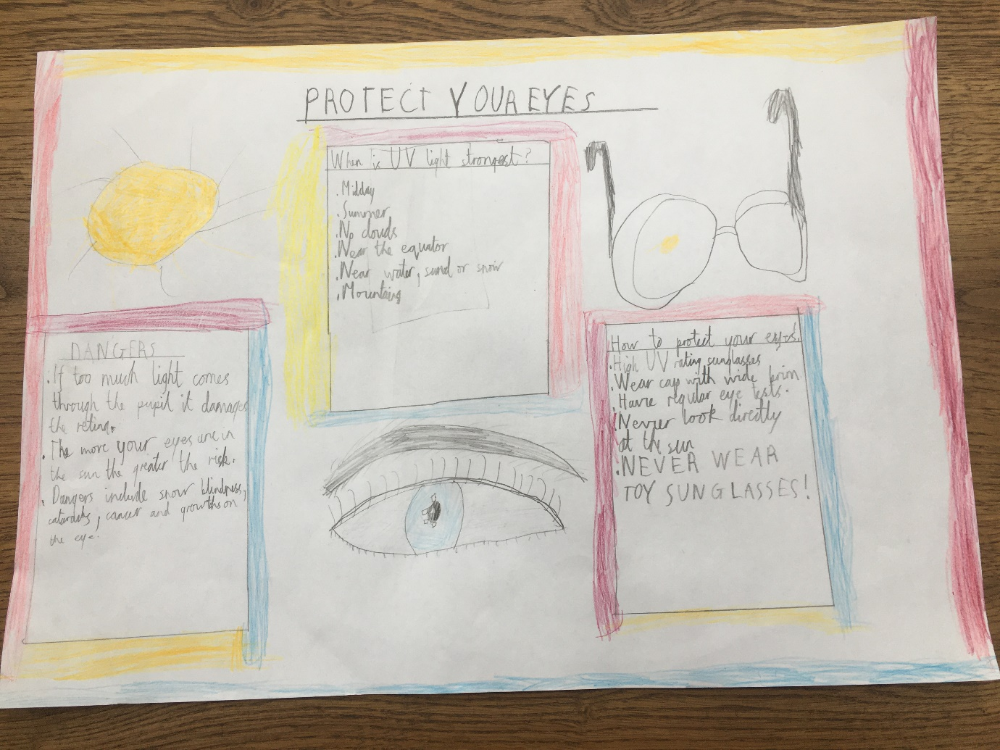 PROTECT YOUR EYES
When is UV light strongest?
. Midday
. Summer
. No clouds
. Near the equator
. Near water, sand or snow
. Mountains
DANGERS
. If too much light comes
through the pupil it damages
the retina.
. The more your eyes are in
the sun the greater the risk.
. Dangers include snow blindness,
cataracts, cancer and growths on
the eye.
How to protect your eyes!
. High UV rating sunglasses
. Wear cap with wide brim
. Have regular eye tests.
. Never look directly
at the sun
. NEVER WEAR
TOY SUNGLASSES!